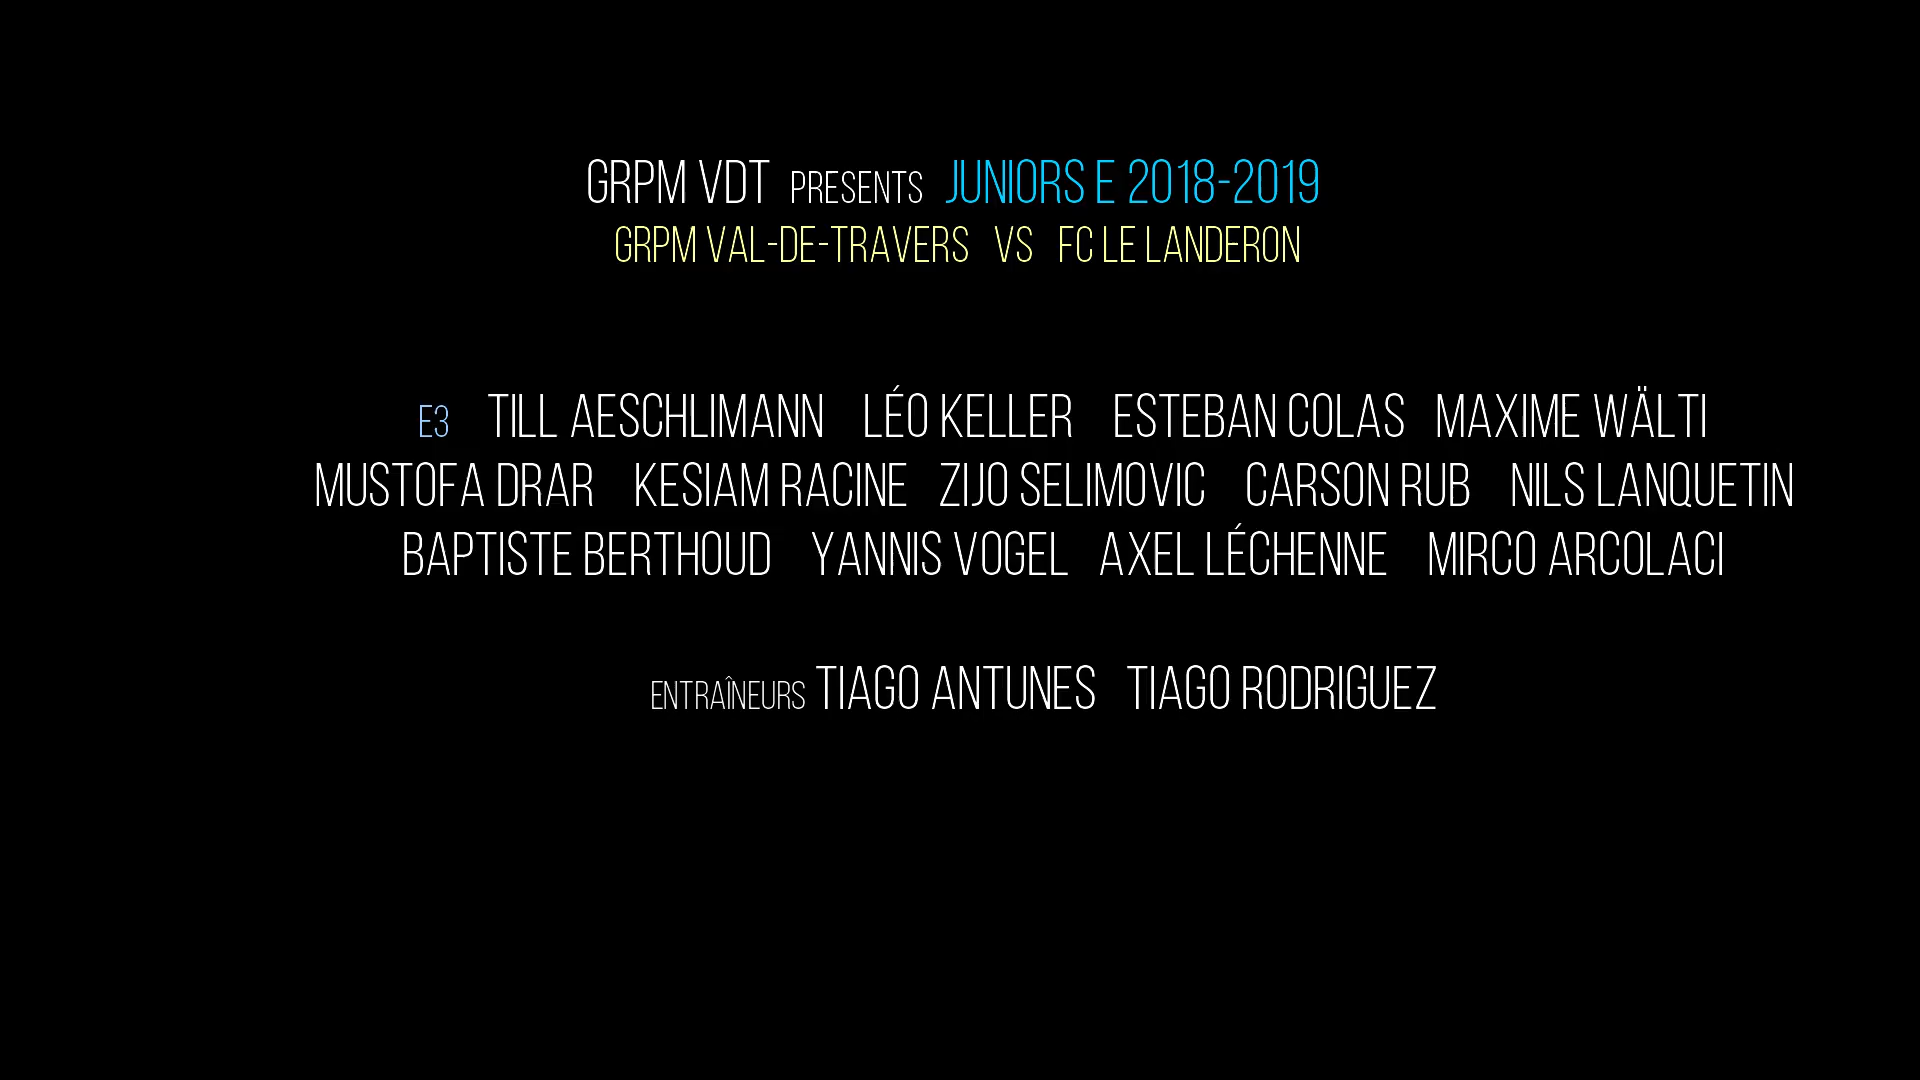 GRPM VDT PRESENTS JUNIORS E 2018-2019
GRPM VAL-DE-TRAVERS VS FC LE LANDERON
E3 TILL AESCHLIMANN LÉO KELLER ESTEBAN COLAS MAXIME WÄLTI
MUSTOFA DRAR KESIAM RACINE ZIJO SELIMOVIC CARSON RUB NILS LANQUETIN
BAPTISTE BERTHOUD YANNIS VOGEL AXEL LÉCHENNE MIRCO ARCOLACI
ENTRAÎNEURS TIAGO ANTUNES TIAGO RODRIGUEZ